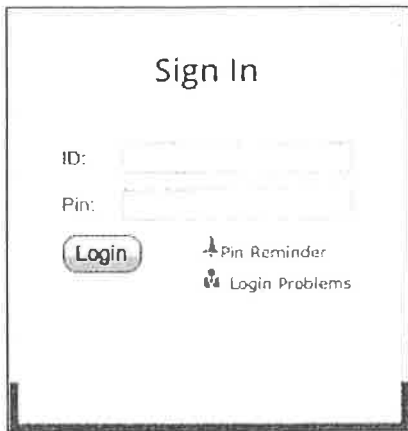 Sign In
ID:
Pin:
Login
Pin Reminder
Login Problems